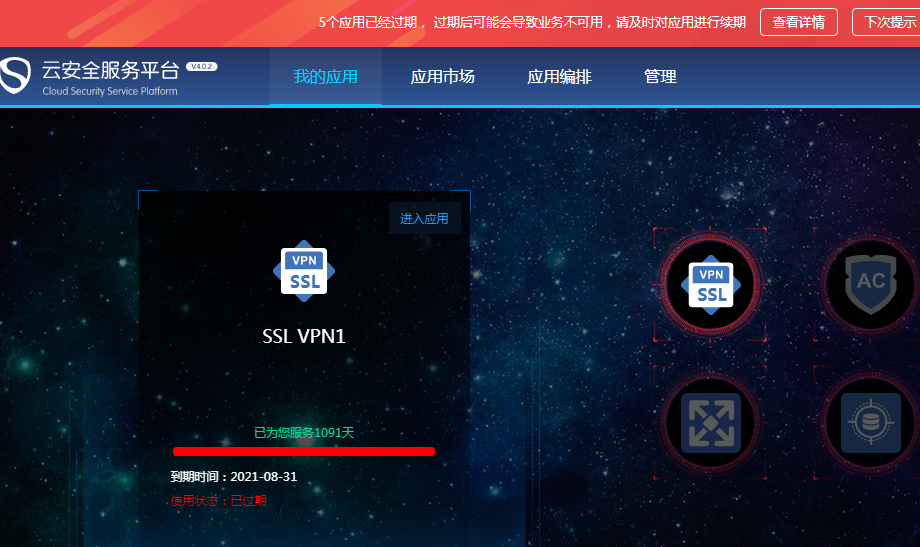 5个应用已经过期，过期后可能会导致业务不可用，请及时对应用进行续期 查看详情 下次提示
云安全服务平台 V4.0.2
Cloud Security Service Platform
我的应用 应用市场 应用编排 管理
进入应用
VPN
SSL
SSL VPN1
已为您服务1091天
到期时间：2021-08-31
使用状态：已过期
VPN
SSL
AC